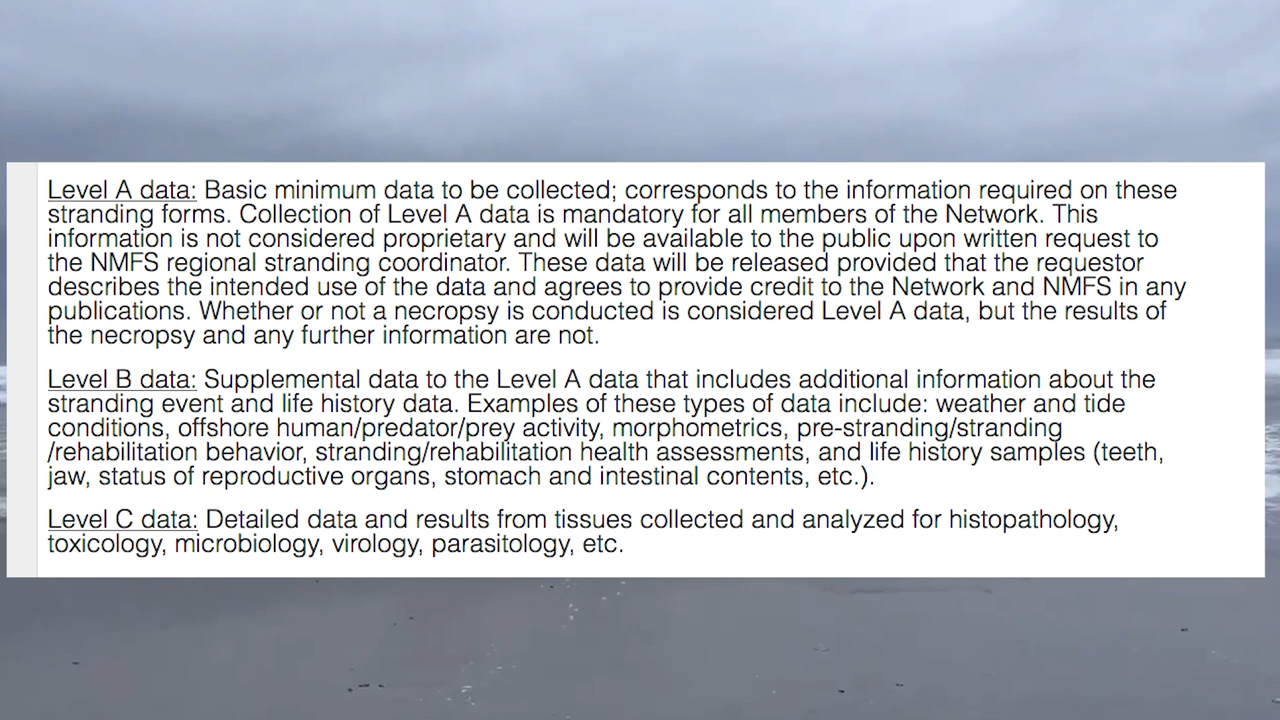 Level A data: Basic minimum data to be collected; corresponds to the information required on these
stranding forms. Collection of Level A data is mandatory for all members of the Network. This
information is not considered proprietary and will be available to the public upon written request to
the NMFS regional stranding coordinator. These data will be released provided that the requestor
describes the intended use of the data and agrees to provide credit to the Network and NMFS in any
publications. Whether or not a necropsy is conducted is considered Level A data, but the results of
the necropsy and any further information are not.
Level B data: Supplemental data to the Level A data that includes additional information about the
stranding event and life history data. Examples of these types of data include: weather and tide
conditions, offshore human/predator/prey activity, morphometrics, pre-stranding/stranding
/rehabilitation behavior, stranding/rehabilitation health assessments, and life history samples (teeth,
jaw, status of reproductive organs, stomach and intestinal contents, etc.).
Level C data: Detailed data and results from tissues collected and analyzed for histopathology,
toxicology, microbiology, virology, parasitology, etc.